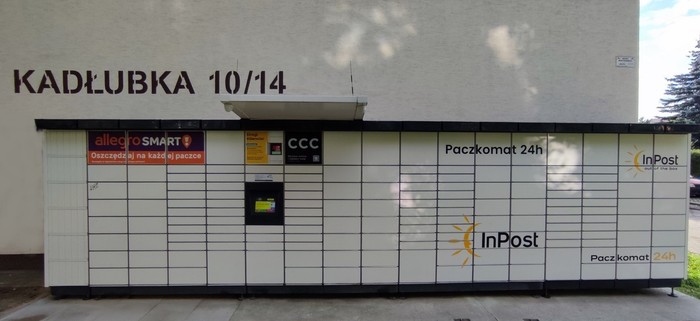 KADŁUBKA 10/14
allegro SMART!
Oszczędzaj na każdej paczce
CCC
Paczkomat 24h
InPost
out of the box
InPost
Paczkomat 24h